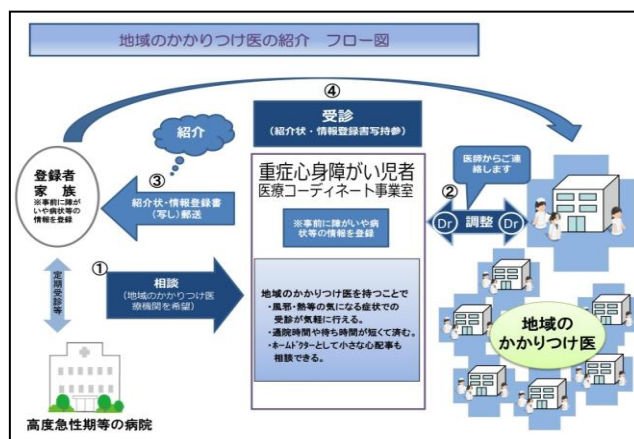 地域のかかりつけ医の紹介　フロー図
④
受診
（紹介状・情報登録書写持参）
紹介
登録者
家　族
※事前に障が
いや病状等の
情報を登録
③
紹介状・情報登録書
（写し）郵送
重症心身障がい児者
医療コーディネート事業室
※事前に障がいや病
状等の情報を登録
医師からご連
絡します
②
Dr
調整
Dr
①
相談
（地域のかかりつけ医
療機関を希望）
定期受診等
地域のかかりつけ医を持つことで
・風邪・熱等の気になる症状での
受診が気軽に行える。
・通院時間や待ち時間が短くて済む。
・ホームドクターとして小さな心配事も
相談できる。
地域の
かかりつけ医
高度急性期等の病院